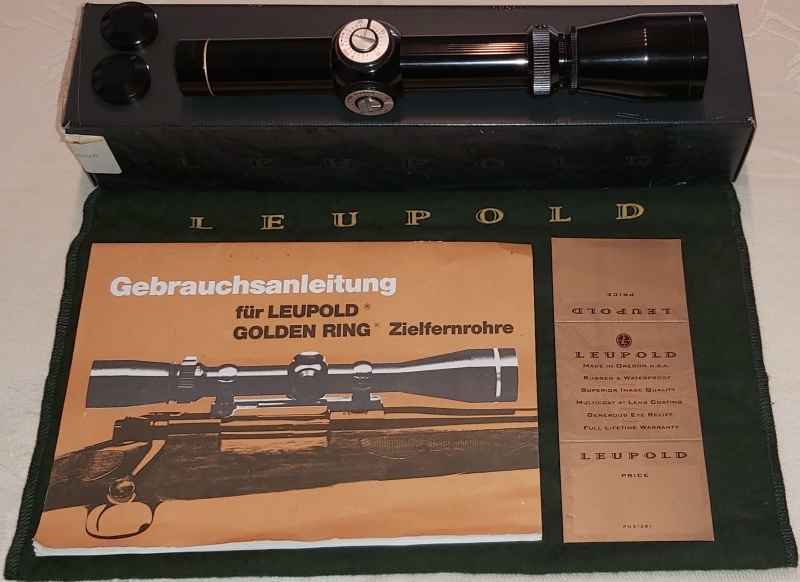 LEUPOLD
LEUPOLD
Gebrauchsanleitung
für LEUPOLD®
GOLDEN RING® Zielfernrohre
PRICE
LEUPOLD
LEUPOLD
MADE IN OREGON U.S.A.
RUGGED & WATERPROOF
SUPERIOR IMAGE QUALITY
MULTICOAT 4® LENS COATING
GENEROUS EYE RELIEF
FULL LIFETIME WARRANTY
LEUPOLD
PRICE